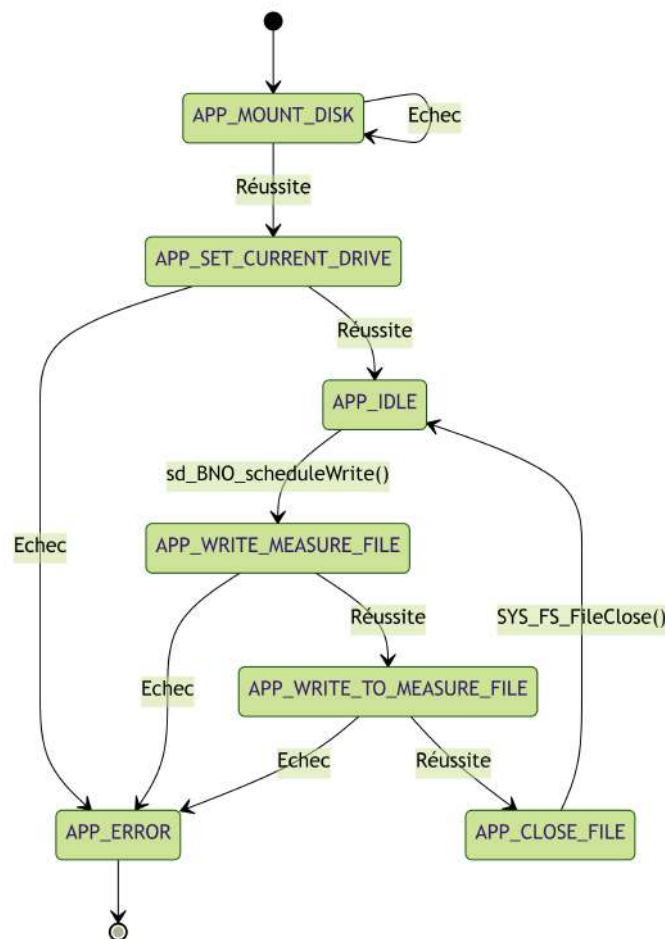 APP_MOUNT_DISK
Echec
Réussite
APP_SET_CURRENT_DRIVE
Réussite
APP_IDLE
sd_BNO_scheduleWrite()
APP_WRITE_MEASURE_FILE
Echec
SYS_FS_FileClose()
Réussite
APP_WRITE_TO_MEASURE_FILE
Echec
Echec
Réussite
APP_ERROR
APP_CLOSE_FILE